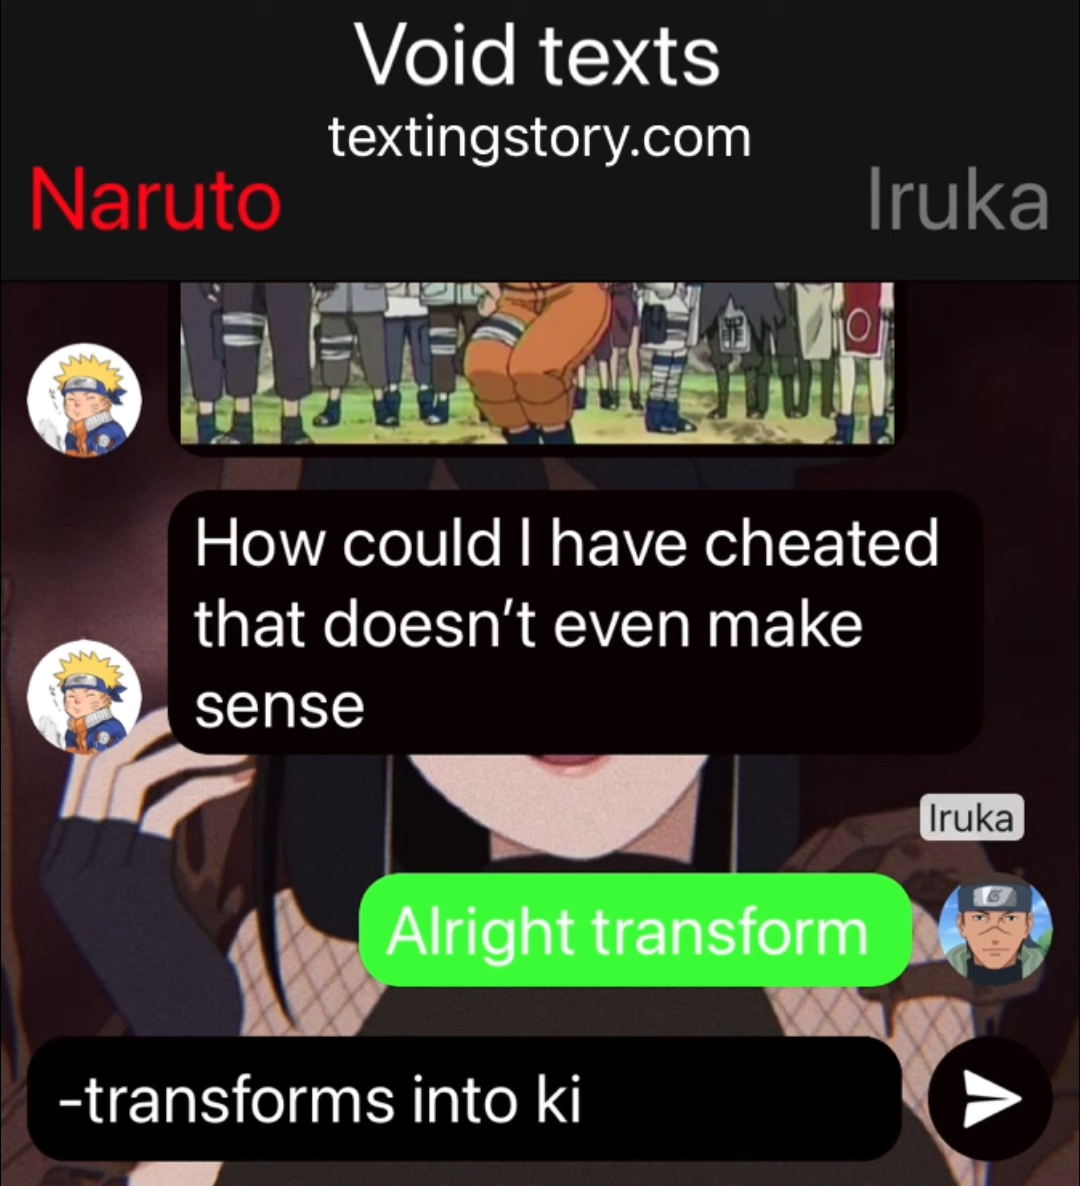 Void texts
textingstory.com
Naruto
Iruka
罪
How could I have cheated
that doesn't even make
sense
Iruka
Alright transform
-transforms into ki